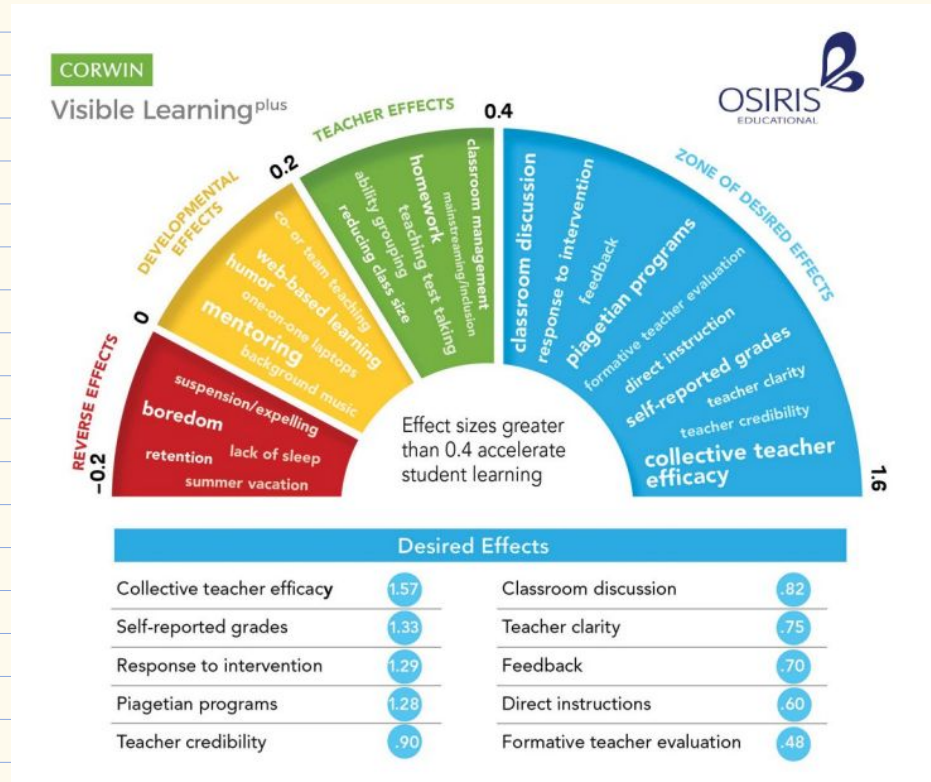 CORWIN
Visible Learning plus
OSIRIS
EDUCATIONAL
REVERSE EFFECTS
DEVELOPMENTAL
EFFECTS
TEACHER EFFECTS
ZONE OF DESIRED EFFECTS
-0.2
0
0.2
0.4
1.6
suspension/expelling
boredom
retention
lack of sleep
summer vacation
co- or team teaching
web-based learning
humor
one-on-one laptops
mentoring
background music
classroom management
mainstreaming/inclusion
homework
teaching test taking
ability grouping
reducing class size
classroom discussion
response to intervention
feedback
piagetian programs
formative teacher evaluation
direct instruction
self-reported grades
teacher clarity
teacher credibility
collective teacher
efficacy
Effect sizes greater
than 0.4 accelerate
student learning
Desired Effects
Collective teacher efficacy 1.57
Self-reported grades 1.33
Response to intervention 1.29
Piagetian programs 1.28
Teacher credibility .90
Classroom discussion .82
Teacher clarity .75
Feedback .70
Direct instructions .60
Formative teacher evaluation .48